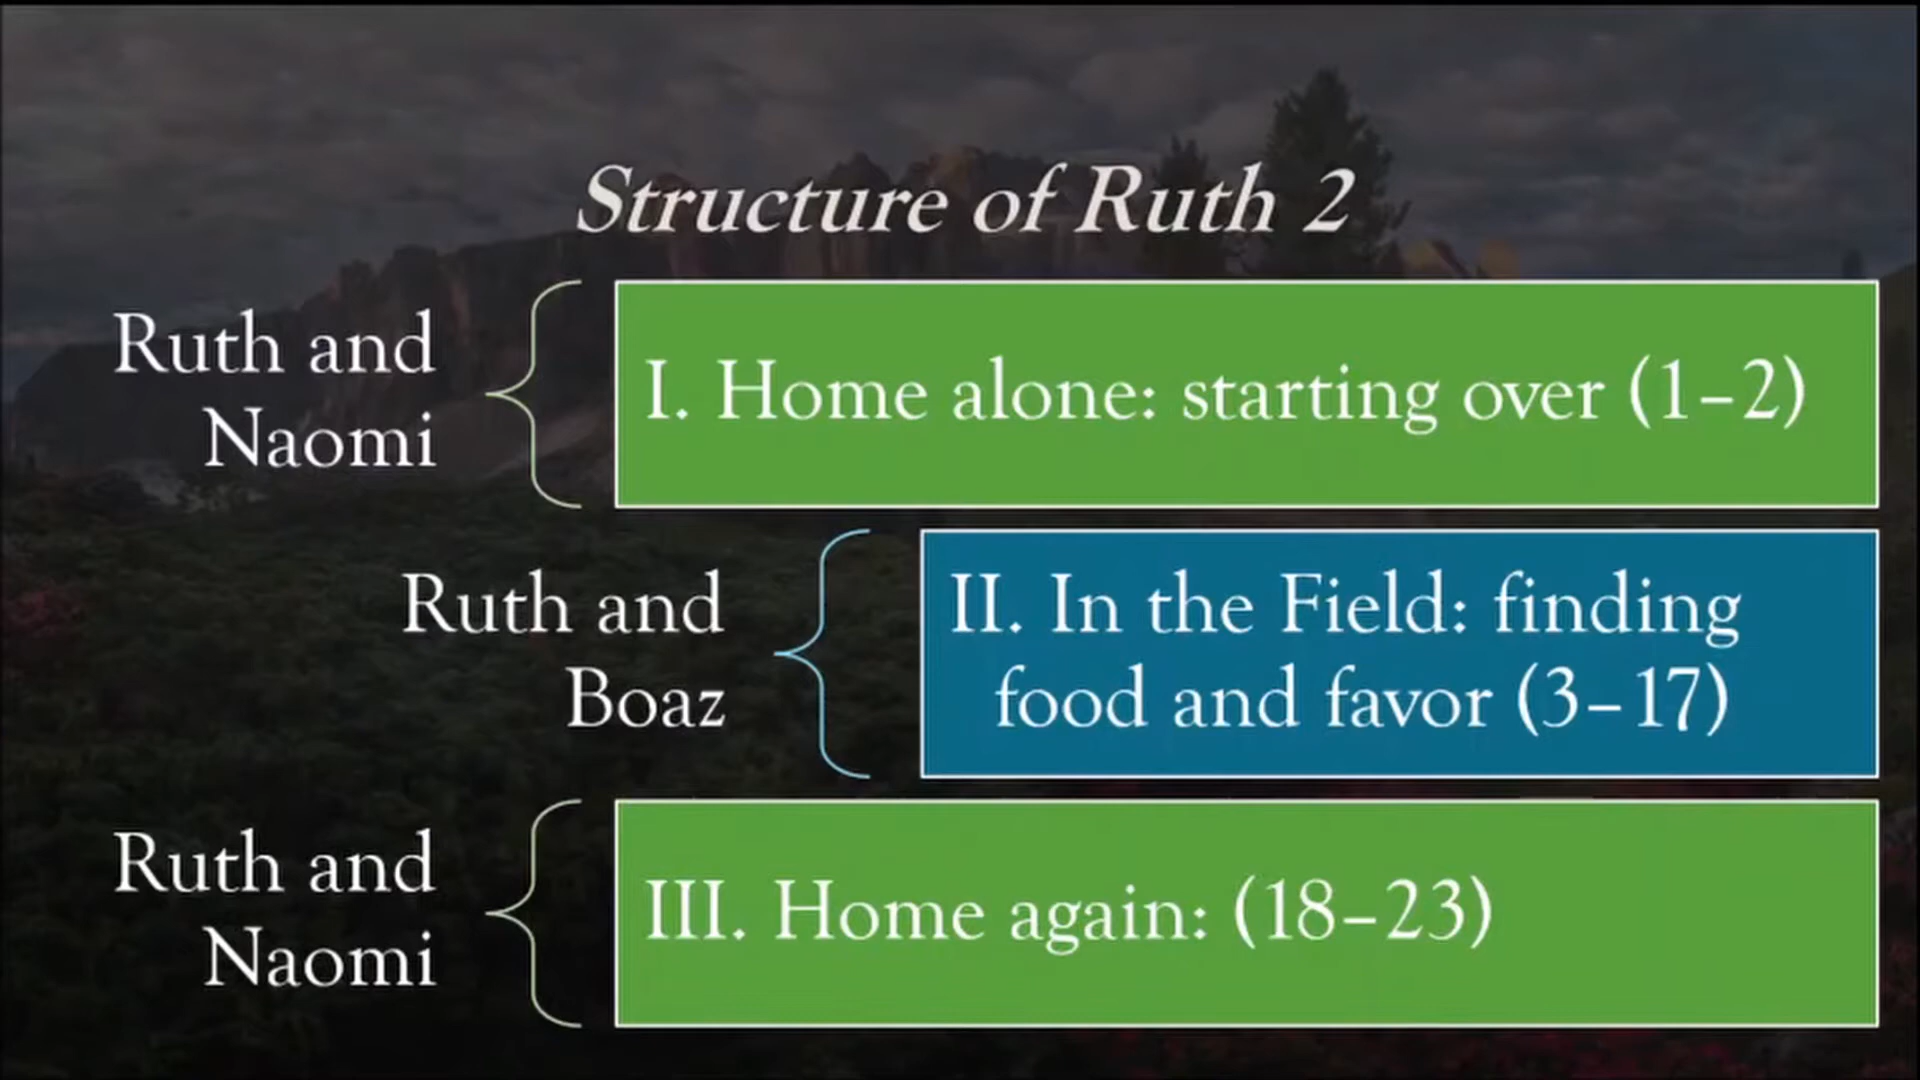 Structure of Ruth 2
Ruth and
Naomi
I. Home alone: starting over (1–2)
Ruth and
Boaz
II. In the Field: finding
food and favor (3–17)
Ruth and
Naomi
III. Home again: (18–23)